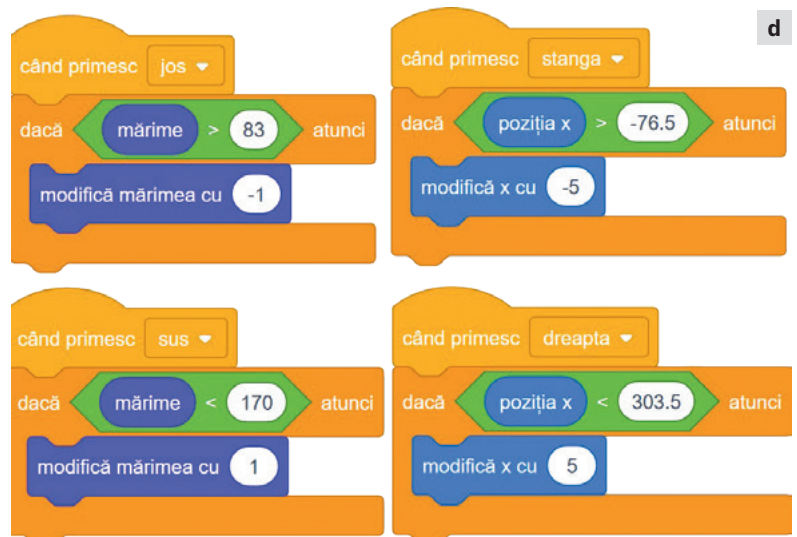 d
când primesc jos
dacă mărime > 83 atunci
modifică mărimea cu -1
când primesc stanga
dacă poziția x > -76.5 atunci
modifică x cu -5
când primesc sus
dacă mărime < 170 atunci
modifică mărimea cu 1
când primesc dreapta
dacă poziția x < 303.5 atunci
modifică x cu 5